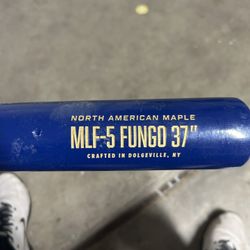 NORTH AMERICAN MAPLE
MLF-5 FUNGO 37"
CRAFTED IN DOLGEVILLE, NY